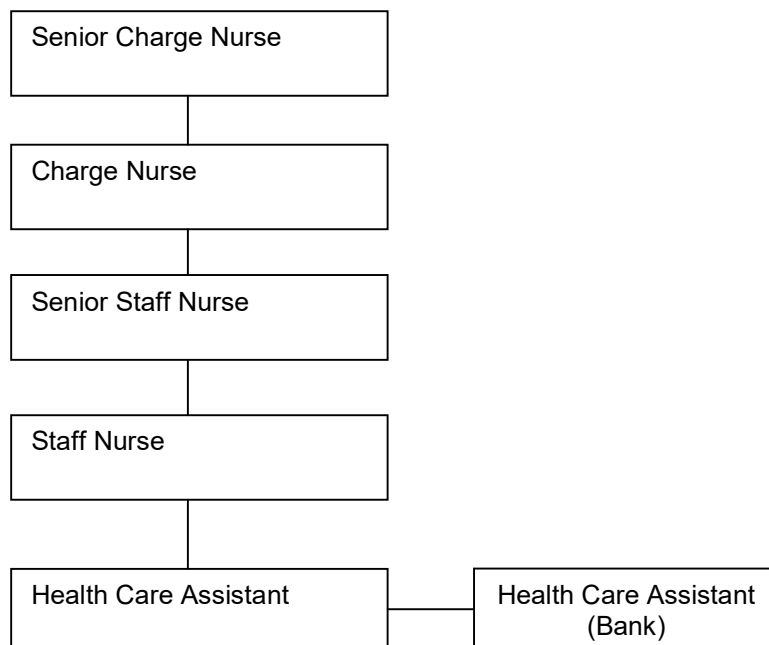 Senior Charge Nurse
Charge Nurse
Senior Staff Nurse
Staff Nurse
Health Care Assistant
Health Care Assistant
(Bank)